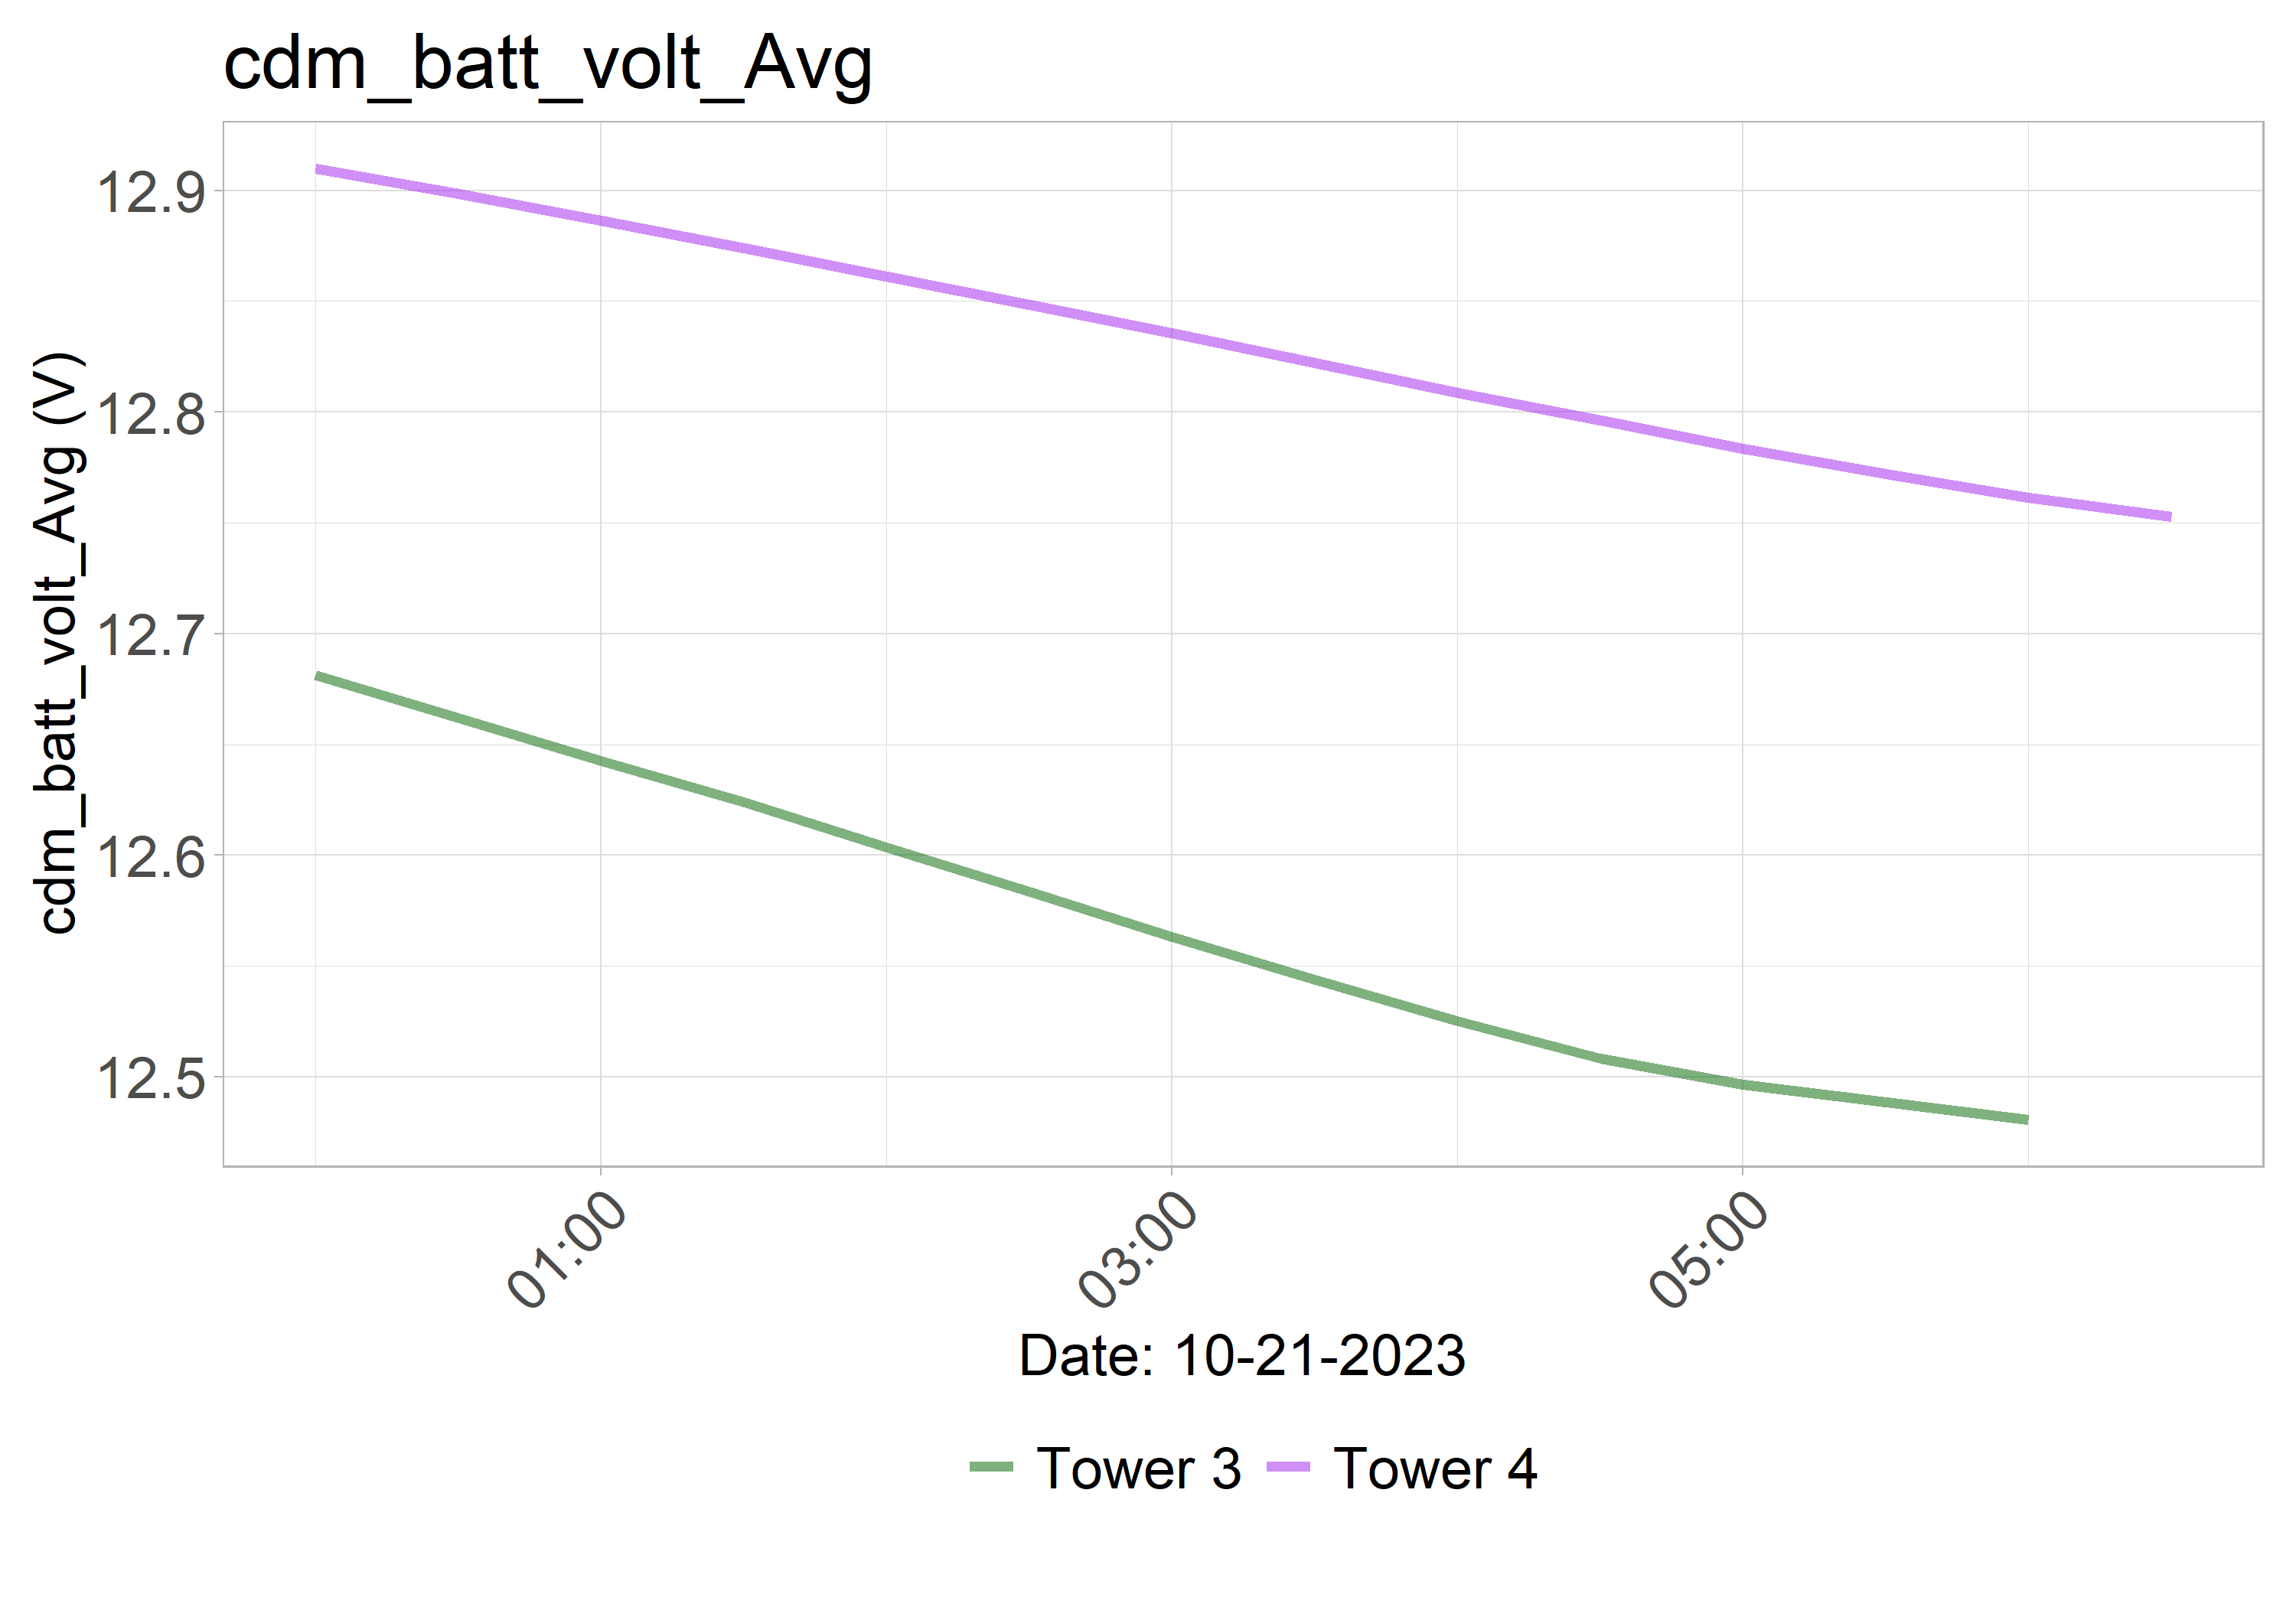 cdm_batt_volt_Avg
cdm_batt_volt_Avg (V)
12.9
12.8
12.7
12.6
12.5
01:00
03:00
05:00
Date: 10-21-2023
Tower 3
Tower 4